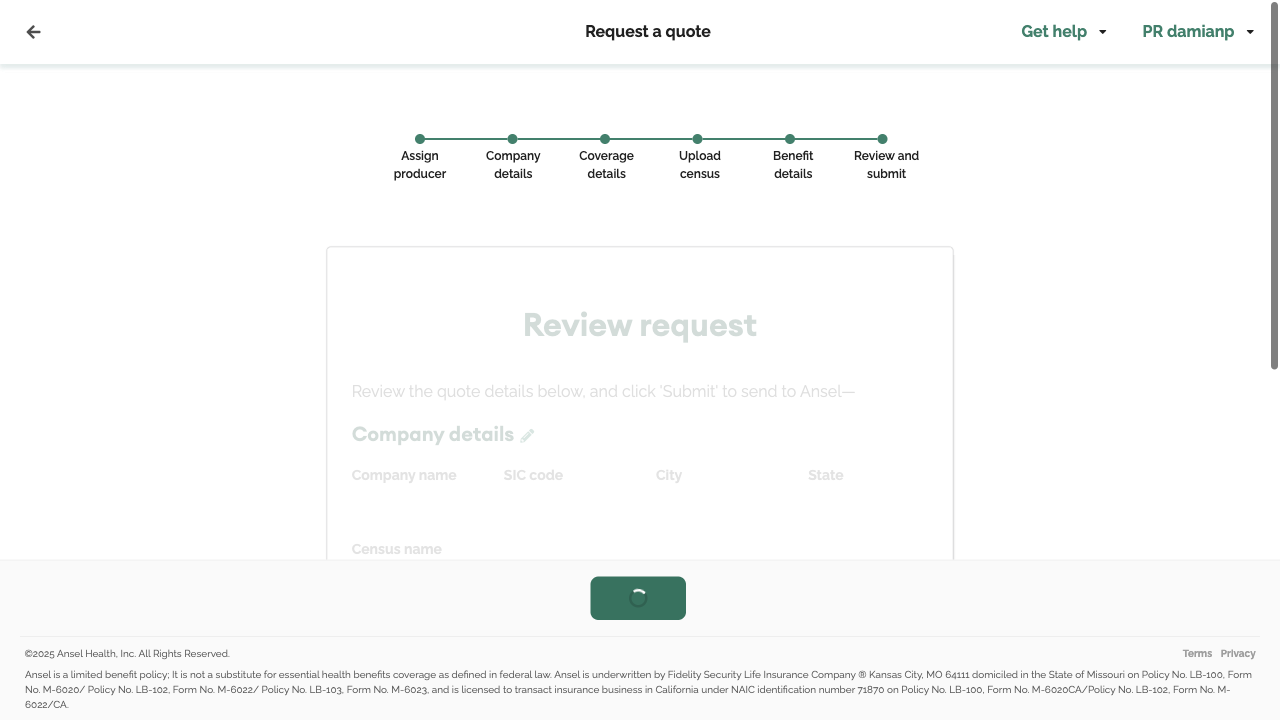 Request a quote
Get help
PR damianp
Assign
producer
Company
details
Coverage
details
Upload
census
Benefit
details
Review and
submit
Review request
Review the quote details below, and click 'Submit' to send to Ansel—
Company details
Company name
SIC code
City
State
Census name
©2025 Ansel Health, Inc. All Rights Reserved.
Terms
Privacy
Ansel is a limited benefit policy; It is not a substitute for essential health benefits coverage as defined in federal law. Ansel is underwritten by Fidelity Security Life Insurance Company ® Kansas City, MO 64111 domiciled in the State of Missouri on Policy No. LB-100, Form
No. M-6020/ Policy No. LB-102, Form No. M-6022/ Policy No. LB-103, Form No. M-6023, and is licensed to transact insurance business in California under NAIC identification number 71870 on Policy No. LB-100, Form No. M-6020CA/Policy No. LB-102, Form No. M-
6022/CA.